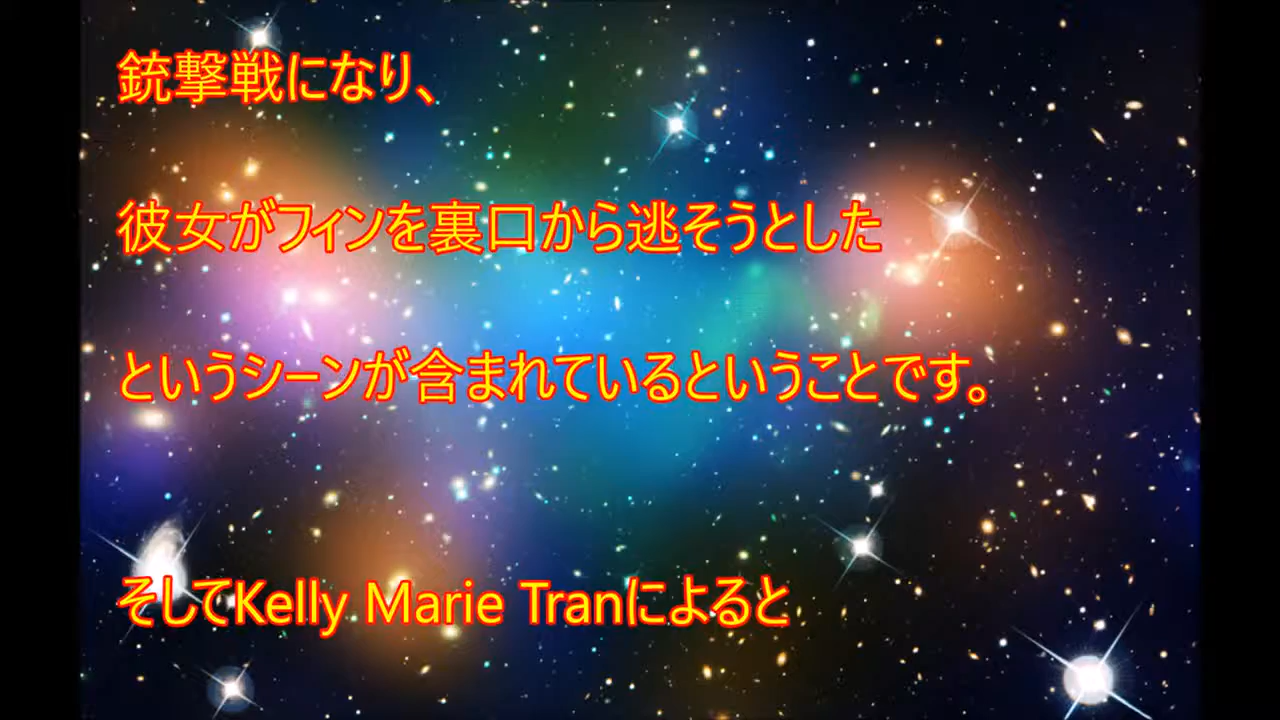 銃撃戦になり、
彼女がフィンを裏口から逃そうとした
というシーンが含まれているということです。
そしてKelly Marie Tranによると